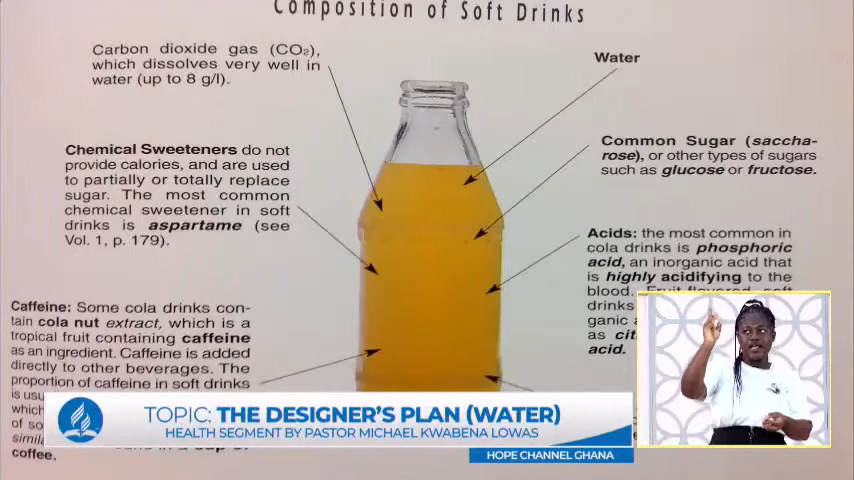 Composition of Soft Drinks
Carbon dioxide gas (CO₂),
which dissolves very well in
water (up to 8 g/l).
Water
Chemical Sweeteners do not
provide calories, and are used
to partially or totally replace
sugar. The most common
chemical sweetener in soft
drinks is aspartame (see
Vol. 1, p. 179).
Common Sugar (saccha-
rose), or other types of sugars
such as glucose or fructose.
Acids: the most common in
cola drinks is phosphoric
acid, an inorganic acid that
is highly acidifying to the
blood. Fruit-flavored soft
drinks
ganic
as
acid.
Caffeine: Some cola drinks con-
tain cola nut extract, which is a
tropical fruit containing caffeine
as an ingredient. Caffeine is added
directly to other beverages. The
proportion of caffeine in soft drinks
is
which
of
coffee.
TOPIC: THE DESIGNER'S PLAN (WATER)
HEALTH SEGMENT BY PASTOR MICHAEL KWABENA LOWAS
HOPE CHANNEL GHANA